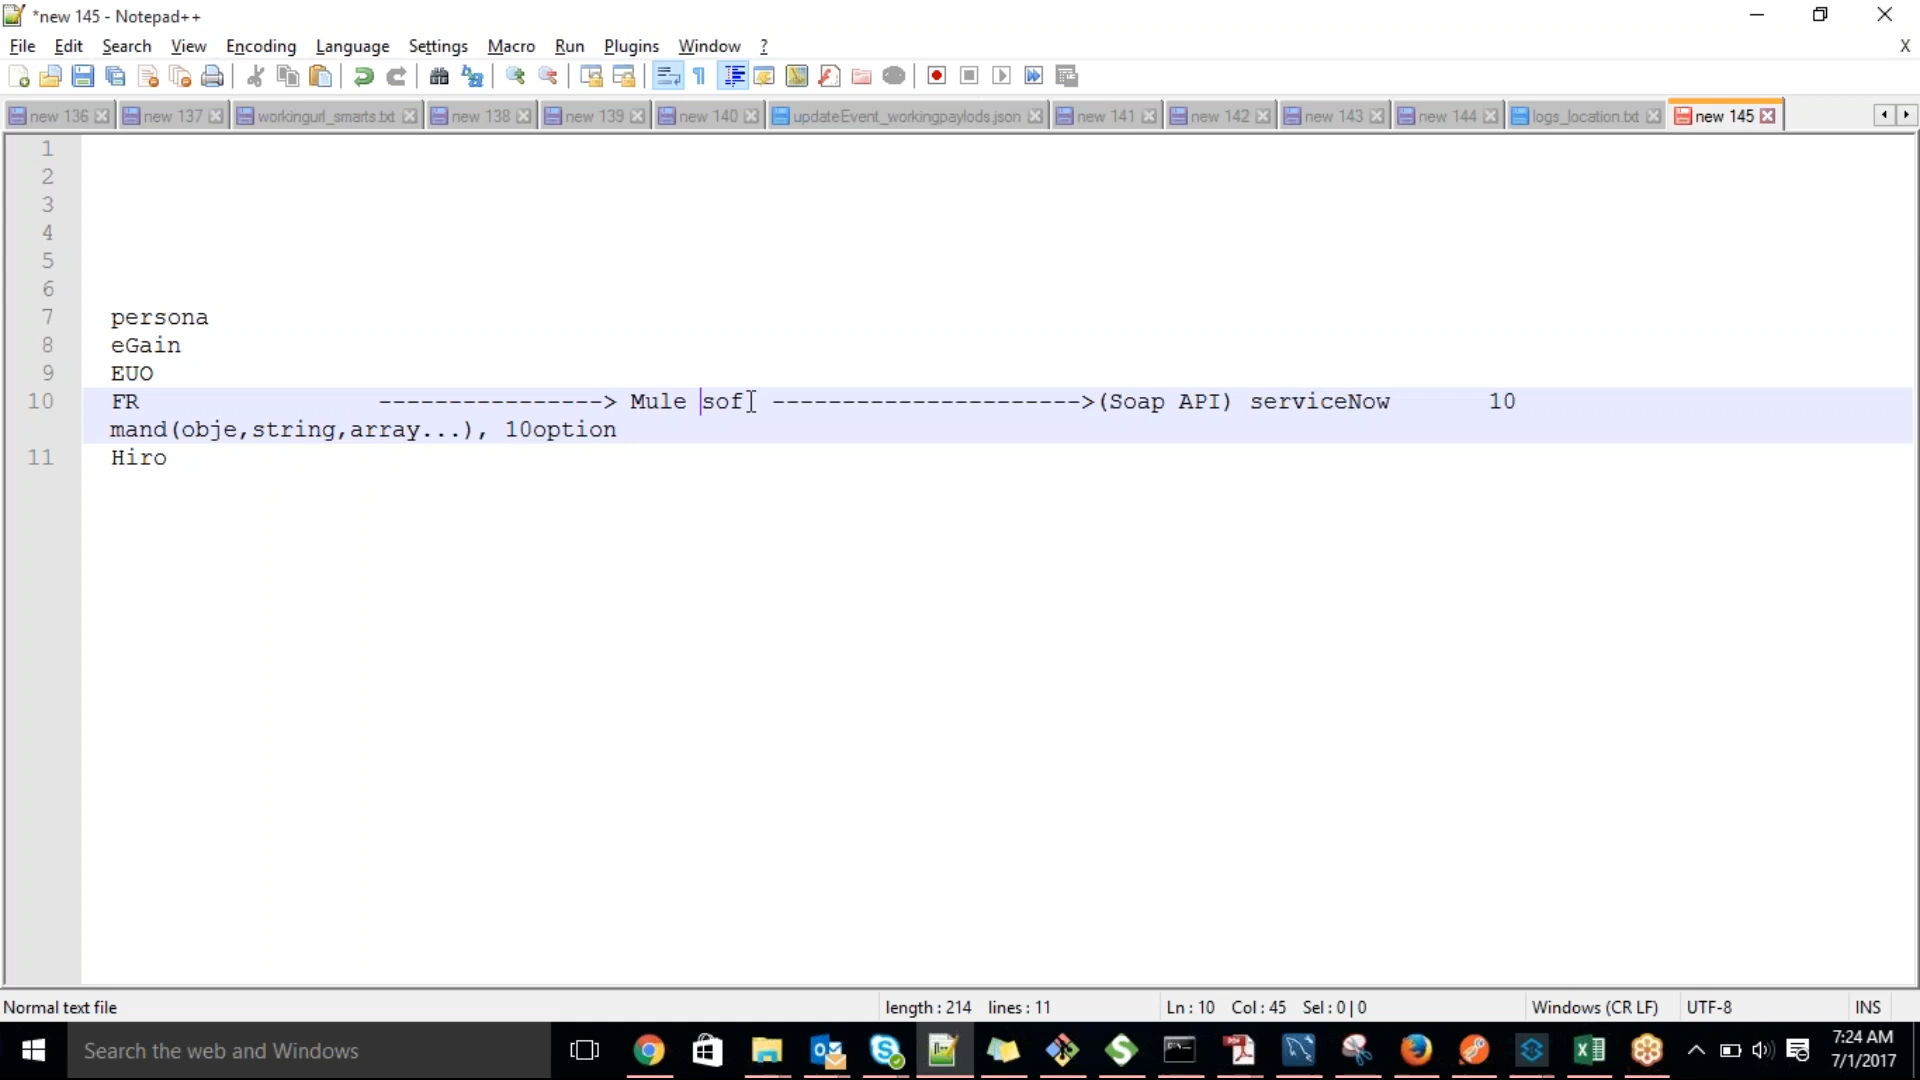 *new 145 - Notepad++
File Edit Search View Encoding Language Settings Macro Run Plugins Window ?
X
new 136 new 137 workingurl_smarts.txt new 138 new 139 new 140 updateEvent_workingpaylods.json new 141 new 142 new 143 new 144 logs_location.txt new 145
1
2
3
4
5
6
7 persona
8 eGain
9 EUO
10 FR ----------------> Mule sof ---------------------->(Soap API) serviceNow 10
mand(obje,string,array...), 10option
11 Hiro
Normal text file length : 214 lines : 11 Ln : 10 Col : 45 Sel : 0 | 0 Windows (CR LF) UTF-8 INS
Search the web and Windows
7:24 AM
7/1/2017